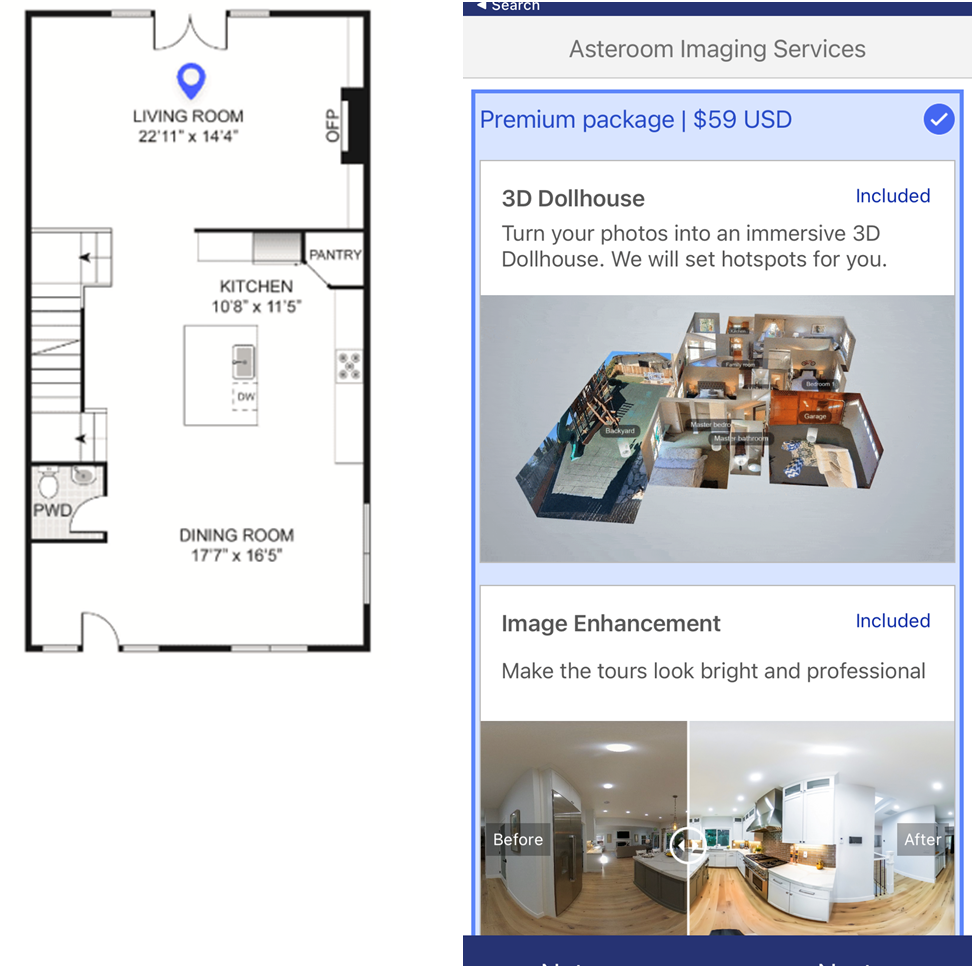 LIVING ROOM
22'11" x 14'4"
OFP
PANTRY
KITCHEN
10'8" x 11'5"
DW
PWD
DINING ROOM
17'7" x 16'5"
Search
Asteroom Imaging Services
Premium package | $59 USD
3D Dollhouse
Included
Turn your photos into an immersive 3D
Dollhouse. We will set hotspots for you.
Kitchen
Family room
Bedroom 1
Garage
Backyard
Master bedro
Master bathroom
Image Enhancement
Included
Make the tours look bright and professional
Before
After